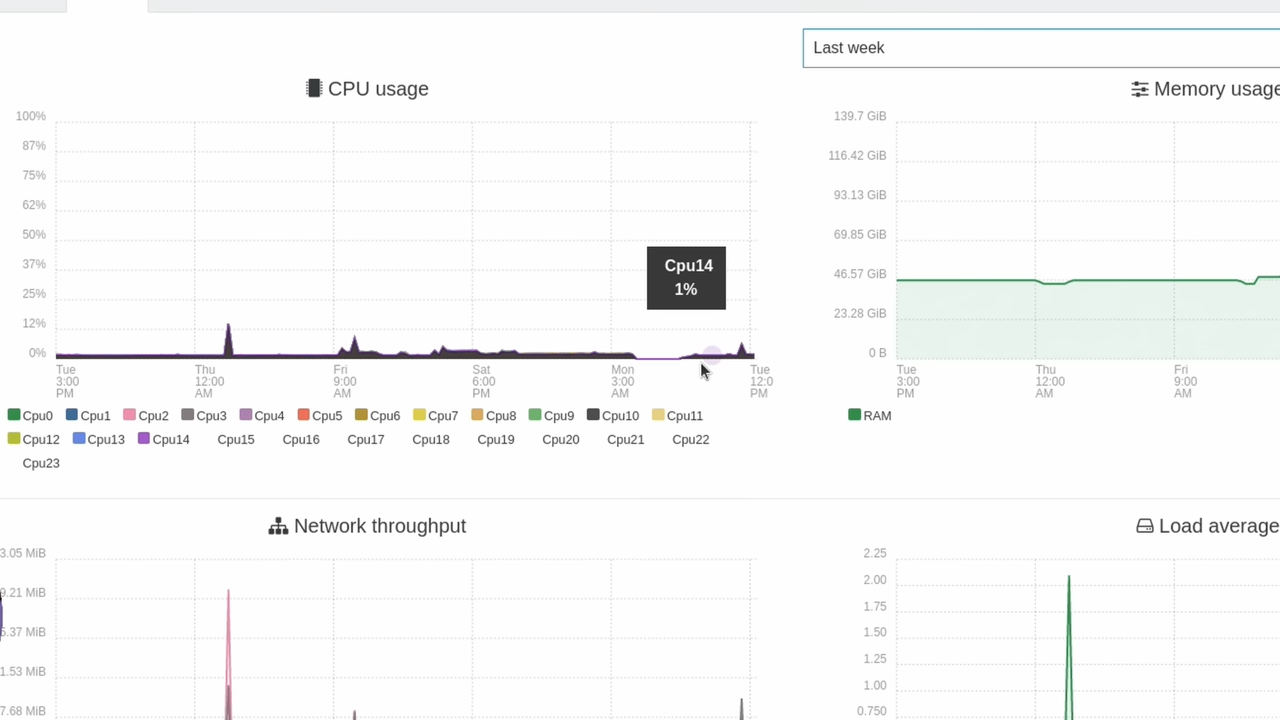 Last week
CPU usage
100%
87%
75%
62%
50%
37%
25%
12%
0%
Cpu14
1%
Tue
3:00
PM
Thu
12:00
AM
Fri
9:00
AM
Sat
6:00
PM
Mon
3:00
AM
Tue
12:0
PM
Cpu0 Cpu1 Cpu2 Cpu3 Cpu4 Cpu5 Cpu6 Cpu7 Cpu8 Cpu9 Cpu10 Cpu11
Cpu12 Cpu13 Cpu14 Cpu15 Cpu16 Cpu17 Cpu18 Cpu19 Cpu20 Cpu21 Cpu22
Cpu23
Memory usage
139.7 GiB
116.42 GiB
93.13 GiB
69.85 GiB
46.57 GiB
23.28 GiB
0 B
Tue
3:00
PM
Thu
12:00
AM
Fri
9:00
AM
RAM
Network throughput
3.05 MiB
9.21 MiB
5.37 MiB
1.53 MiB
7.68 MiB
Load average
2.25
2.00
1.75
1.50
1.25
1.00
0.750